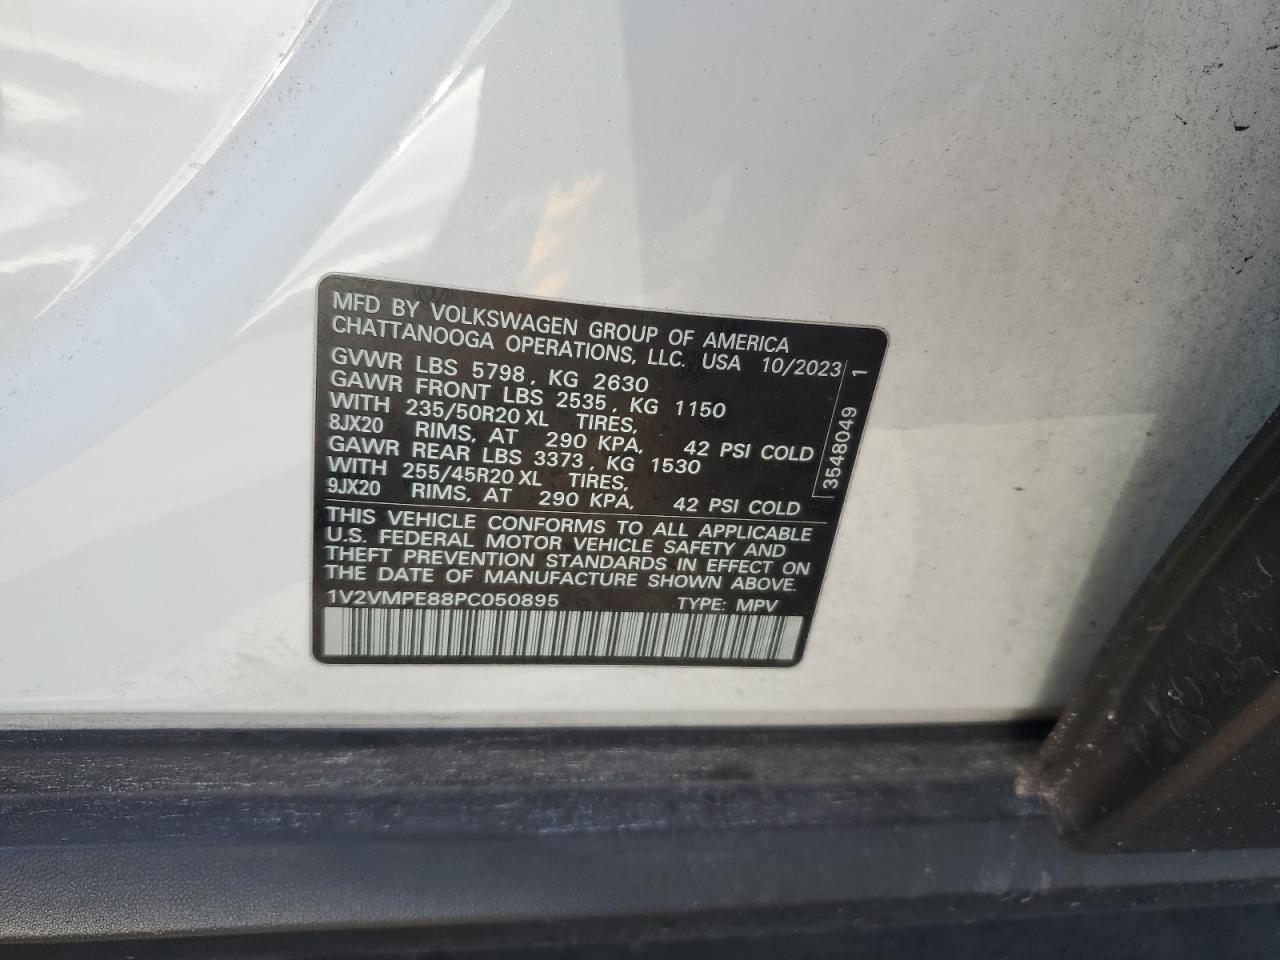 MFD BY VOLKSWAGEN GROUP OF AMERICA
CHATTANOOGA OPERATIONS, LLC. USA 10/2023
GVWR LBS 5798, KG 2630
GAWR FRONT LBS 2535, KG 1150
WITH 235/50R20 XL TIRES,
8JX20 RIMS, AT 290 KPA, 42 PSI COLD
GAWR REAR LBS 3373, KG 1530
WITH 255/45R20 XL TIRES,
9JX20 RIMS, AT 290 KPA, 42 PSI COLD
3548049 1
THIS VEHICLE CONFORMS TO ALL APPLICABLE
U.S. FEDERAL MOTOR VEHICLE SAFETY AND
THEFT PREVENTION STANDARDS IN EFFECT ON
THE DATE OF MANUFACTURE SHOWN ABOVE.
1V2VMPE88PC050895 TYPE: MPV